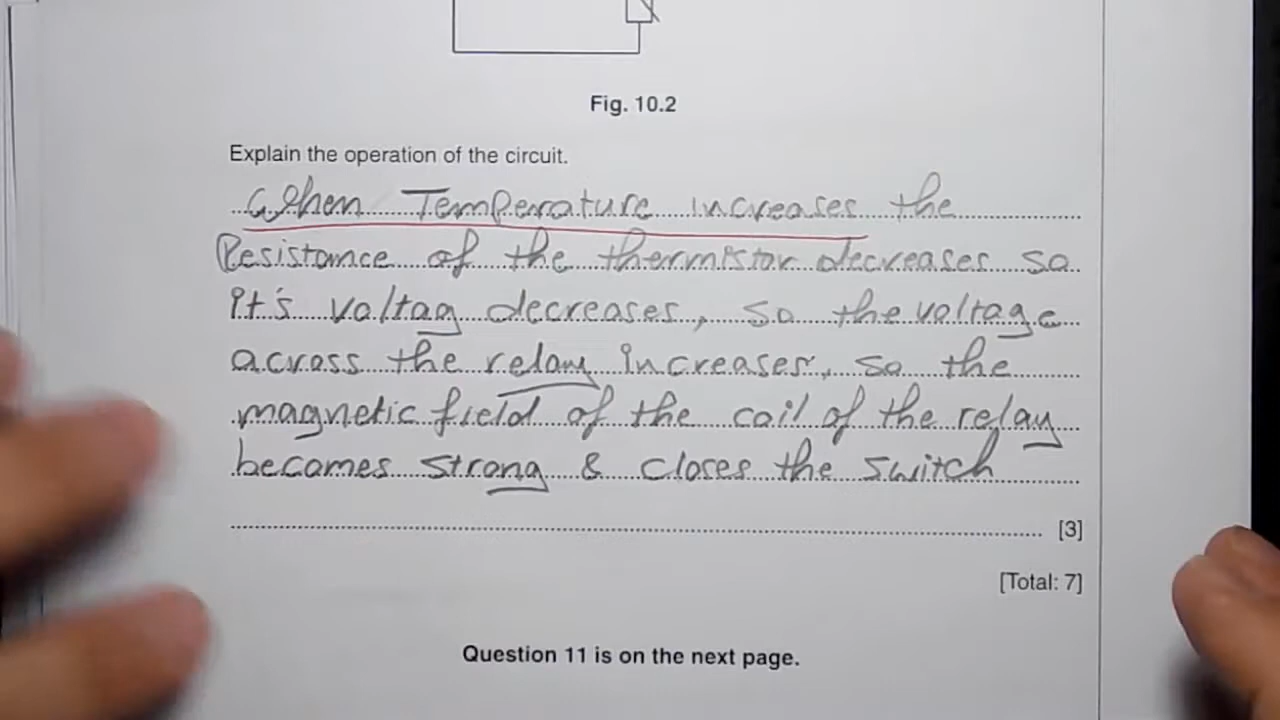 Fig. 10.2
Explain the operation of the circuit.
When Temperature increases the
Resistance of the thermistor decreases so
it's voltag decreases, so the voltage
across the relay increases, so the
magnetic field of the coil of the relay
becomes strong & closes the switch
[3]
[Total: 7]
Question 11 is on the next page.